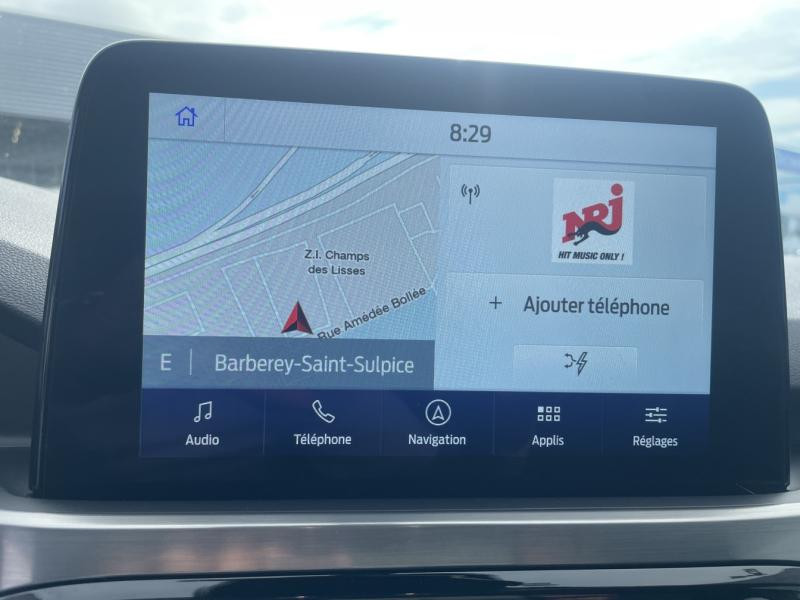 8:29
Z.I. Champs
des Lisses
Rue Amédée Bollée
E Barberey-Saint-Sulpice
NRJ
HIT MUSIC ONLY !
+ Ajouter téléphone
Audio Téléphone Navigation Applis Réglages